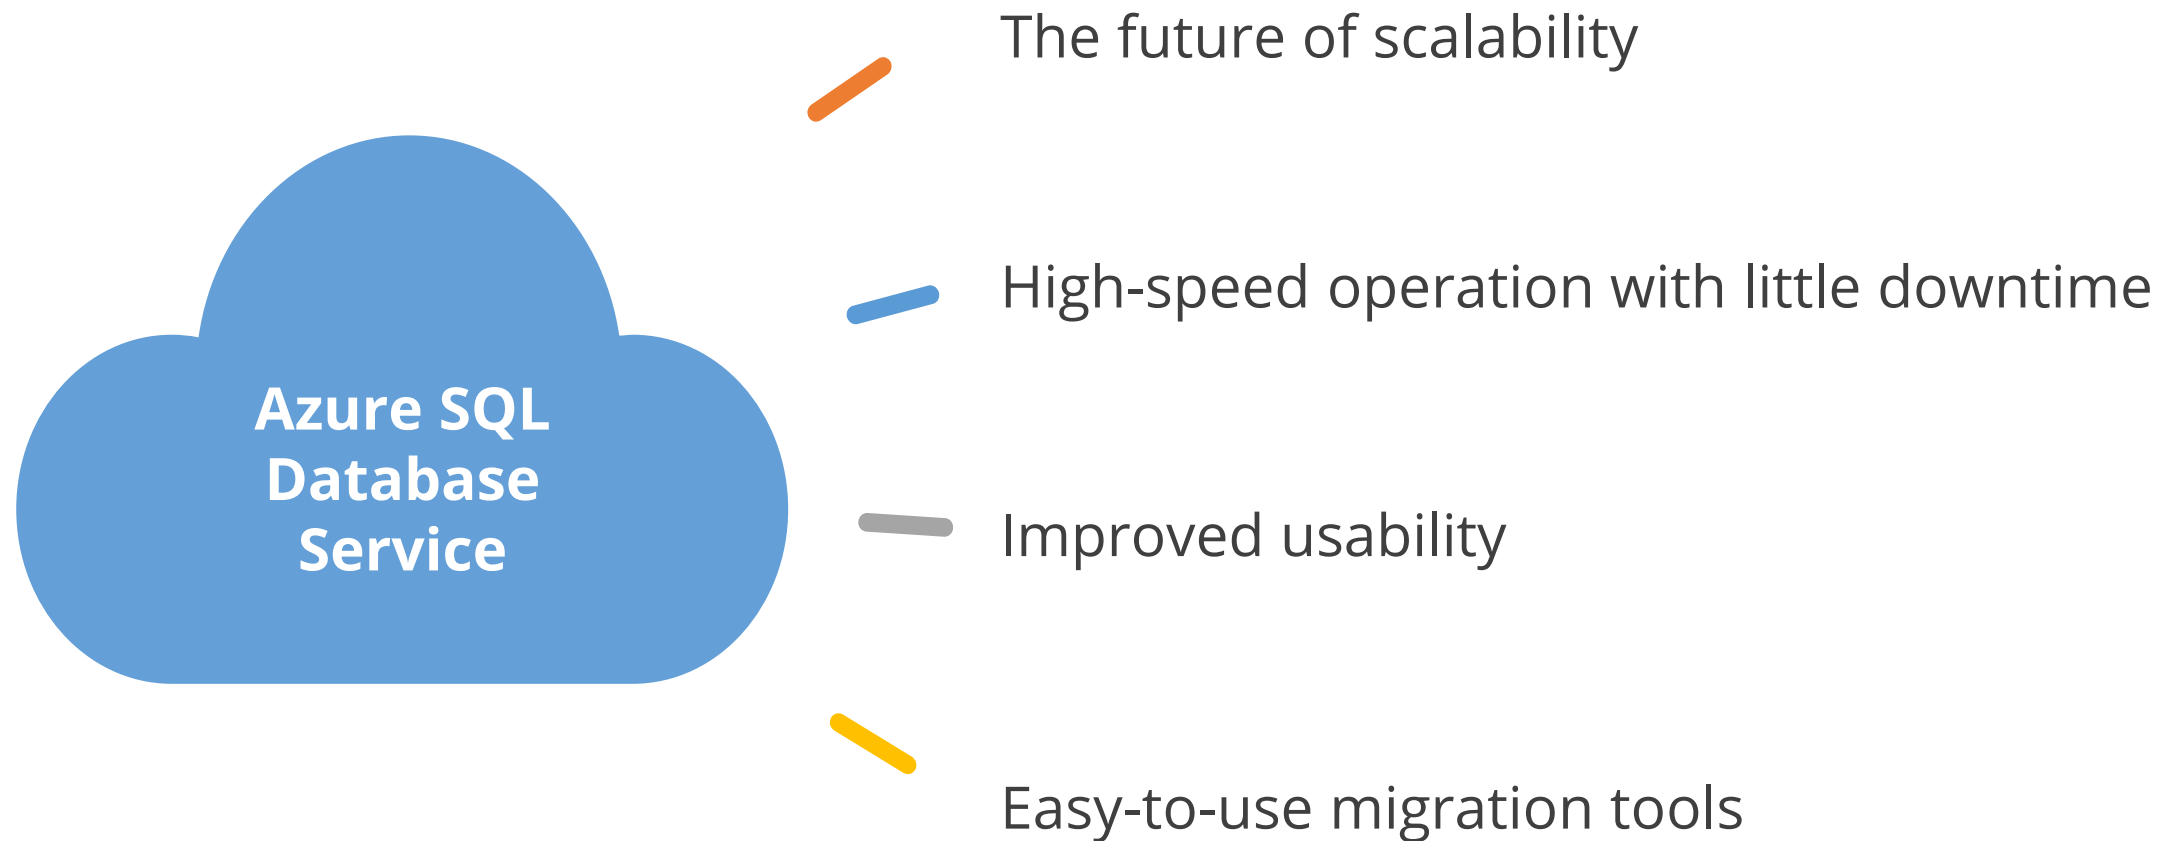 The future of scalability
High-speed operation with little downtime
Azure SQL
Database
Service
Improved usability
Easy-to-use migration tools